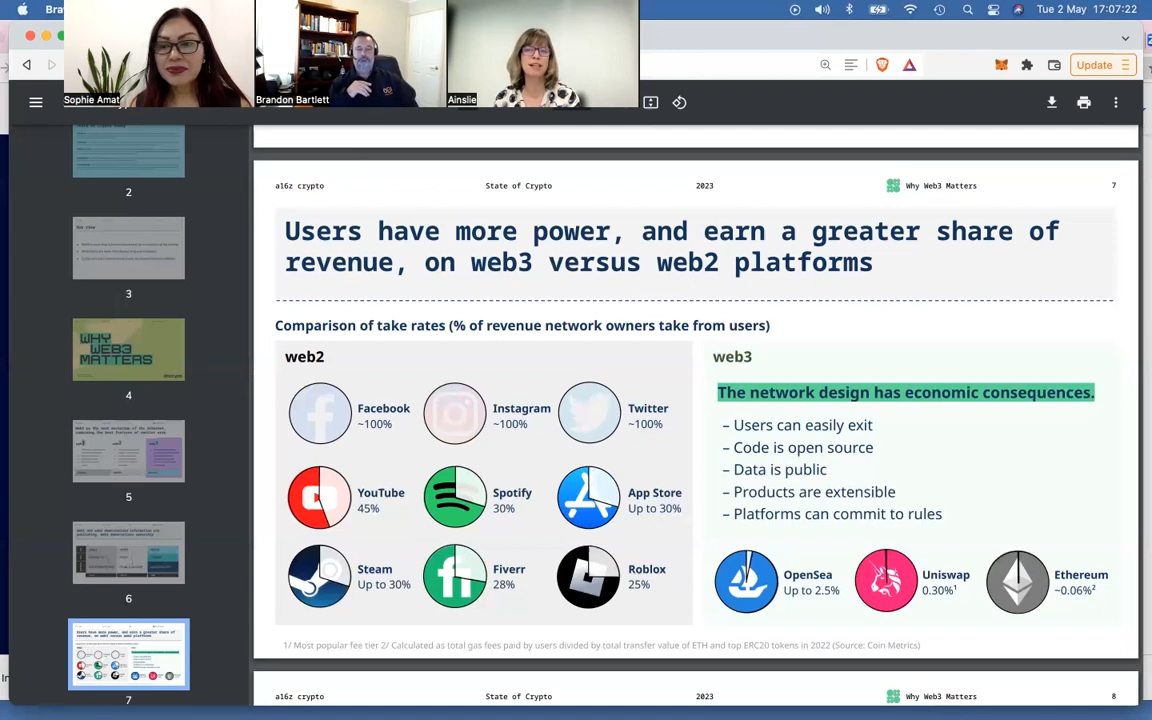 Brav
Tue 2 May 17:07:22
Update
Sophie Amat
Brandon Bartlett
Ainslie
2
3
WHY
WEB3
MATTERS
4
5
6
7
a16z crypto
State of Crypto
2023
Why Web3 Matters
7
Users have more power, and earn a greater share of
revenue, on web3 versus web2 platforms
Comparison of take rates (% of revenue network owners take from users)
web2
Facebook
~100%
Instagram
~100%
Twitter
~100%
YouTube
45%
Spotify
30%
App Store
Up to 30%
Steam
Up to 30%
Fiverr
28%
Roblox
25%
web3
The network design has economic consequences.
– Users can easily exit
– Code is open source
– Data is public
– Products are extensible
– Platforms can commit to rules
OpenSea
Up to 2.5%
Uniswap
0.30%¹
Ethereum
~0.06%²
1/ Most popular fee tier 2/ Calculated as total gas fees paid by users divided by total transfer value of ETH and top ERC20 tokens in 2022 (Source: Coin Metrics)
a16z crypto
State of Crypto
2023
Why Web3 Matters
8